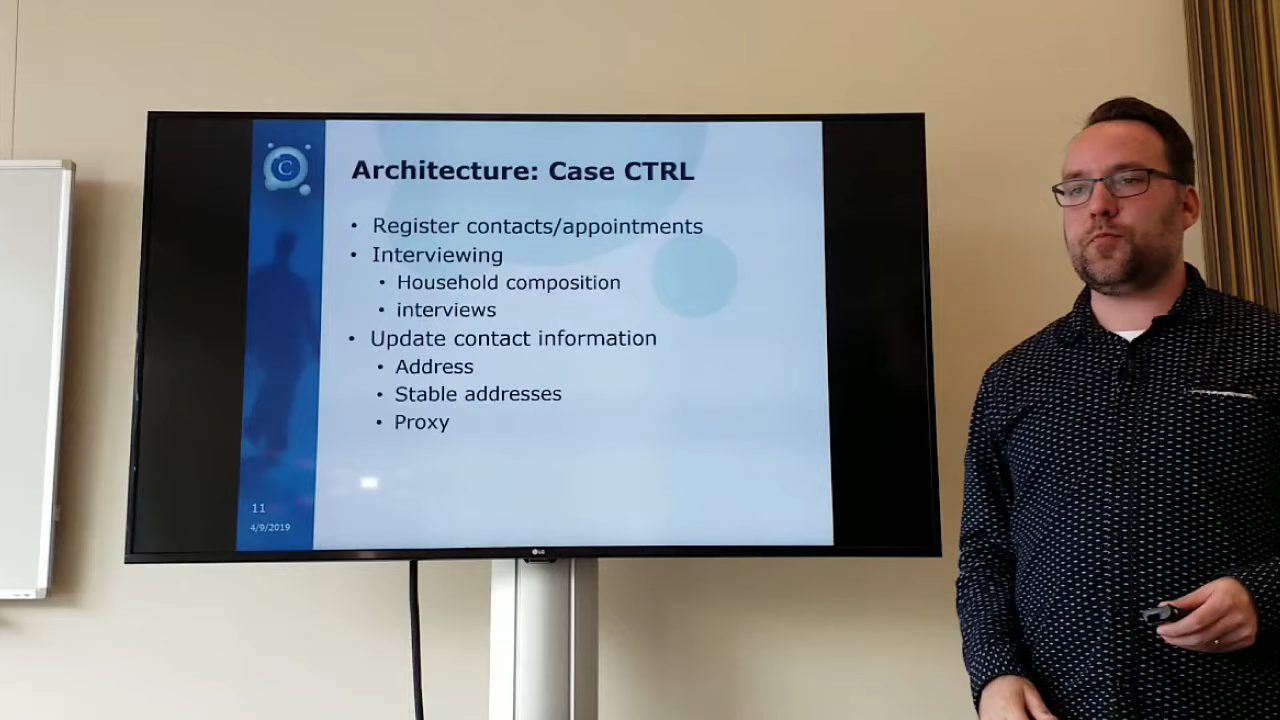 C
Architecture: Case CTRL
• Register contacts/appointments
• Interviewing
• Household composition
• interviews
• Update contact information
• Address
• Stable addresses
• Proxy
11
4/9/2019
LG